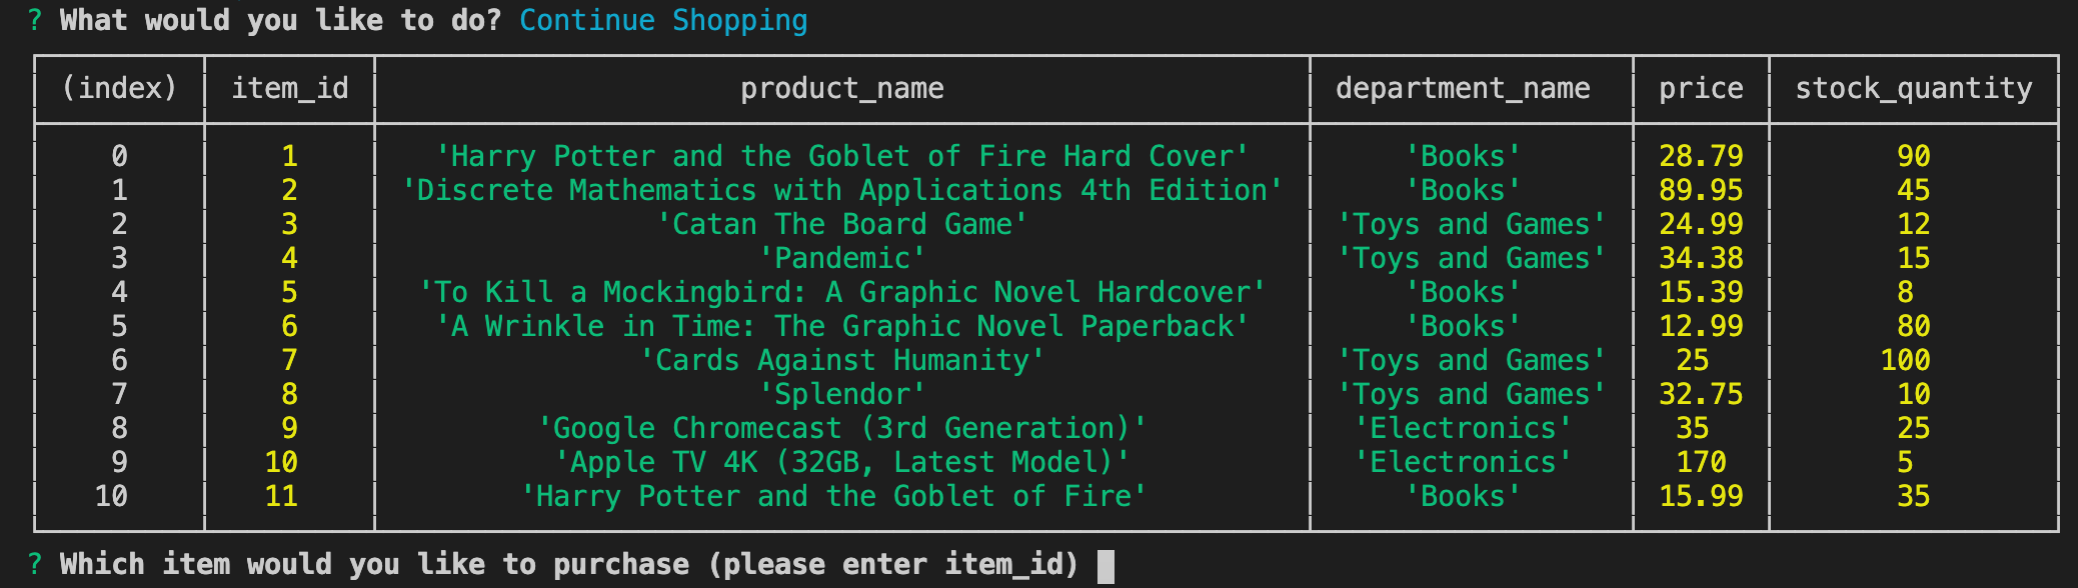 ? What would you like to do? Continue Shopping
(index) item_id product_name department_name price stock_quantity
0 1 'Harry Potter and the Goblet of Fire Hard Cover' 'Books' 28.79 90
1 2 'Discrete Mathematics with Applications 4th Edition' 'Books' 89.95 45
2 3 'Catan The Board Game' 'Toys and Games' 24.99 12
3 4 'Pandemic' 'Toys and Games' 34.38 15
4 5 'To Kill a Mockingbird: A Graphic Novel Hardcover' 'Books' 15.39 8
5 6 'A Wrinkle in Time: The Graphic Novel Paperback' 'Books' 12.99 80
6 7 'Cards Against Humanity' 'Toys and Games' 25 100
7 8 'Splendor' 'Toys and Games' 32.75 10
8 9 'Google Chromecast (3rd Generation)' 'Electronics' 35 25
9 10 'Apple TV 4K (32GB, Latest Model)' 'Electronics' 170 5
10 11 'Harry Potter and the Goblet of Fire' 'Books' 15.99 35
? Which item would you like to purchase (please enter item_id)